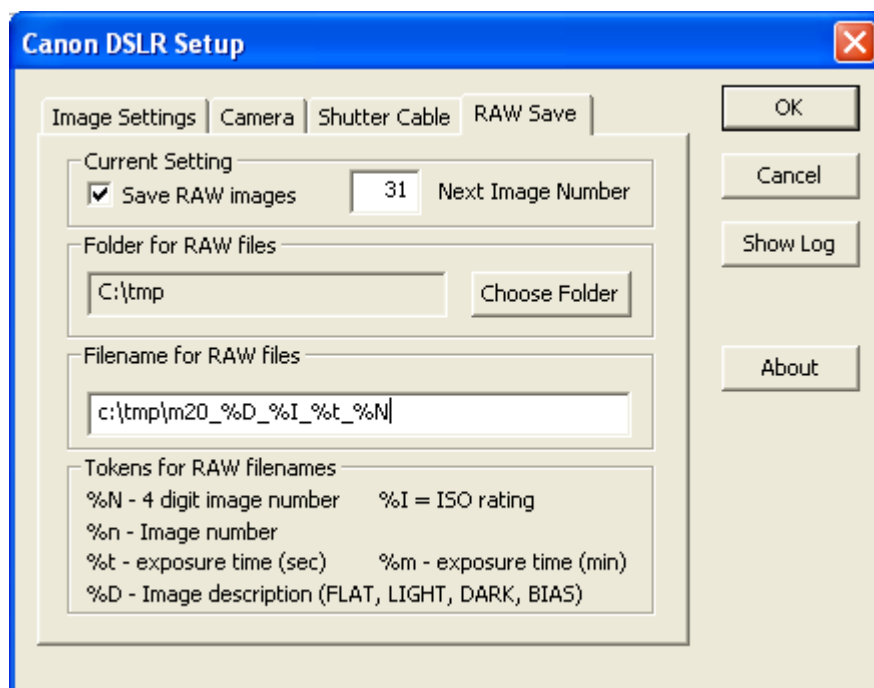 Canon DSLR Setup
Image Settings Camera Shutter Cable RAW Save
OK
Current Setting
Save RAW images 31 Next Image Number
Cancel
Folder for RAW files
Show Log
C:\tmp Choose Folder
Filename for RAW files
About
c:\tmp\m20_%D_%I_%t_%N
Tokens for RAW filenames
%N - 4 digit image number %I = ISO rating
%n - Image number
%t - exposure time (sec) %m - exposure time (min)
%D - Image description (FLAT, LIGHT, DARK, BIAS)